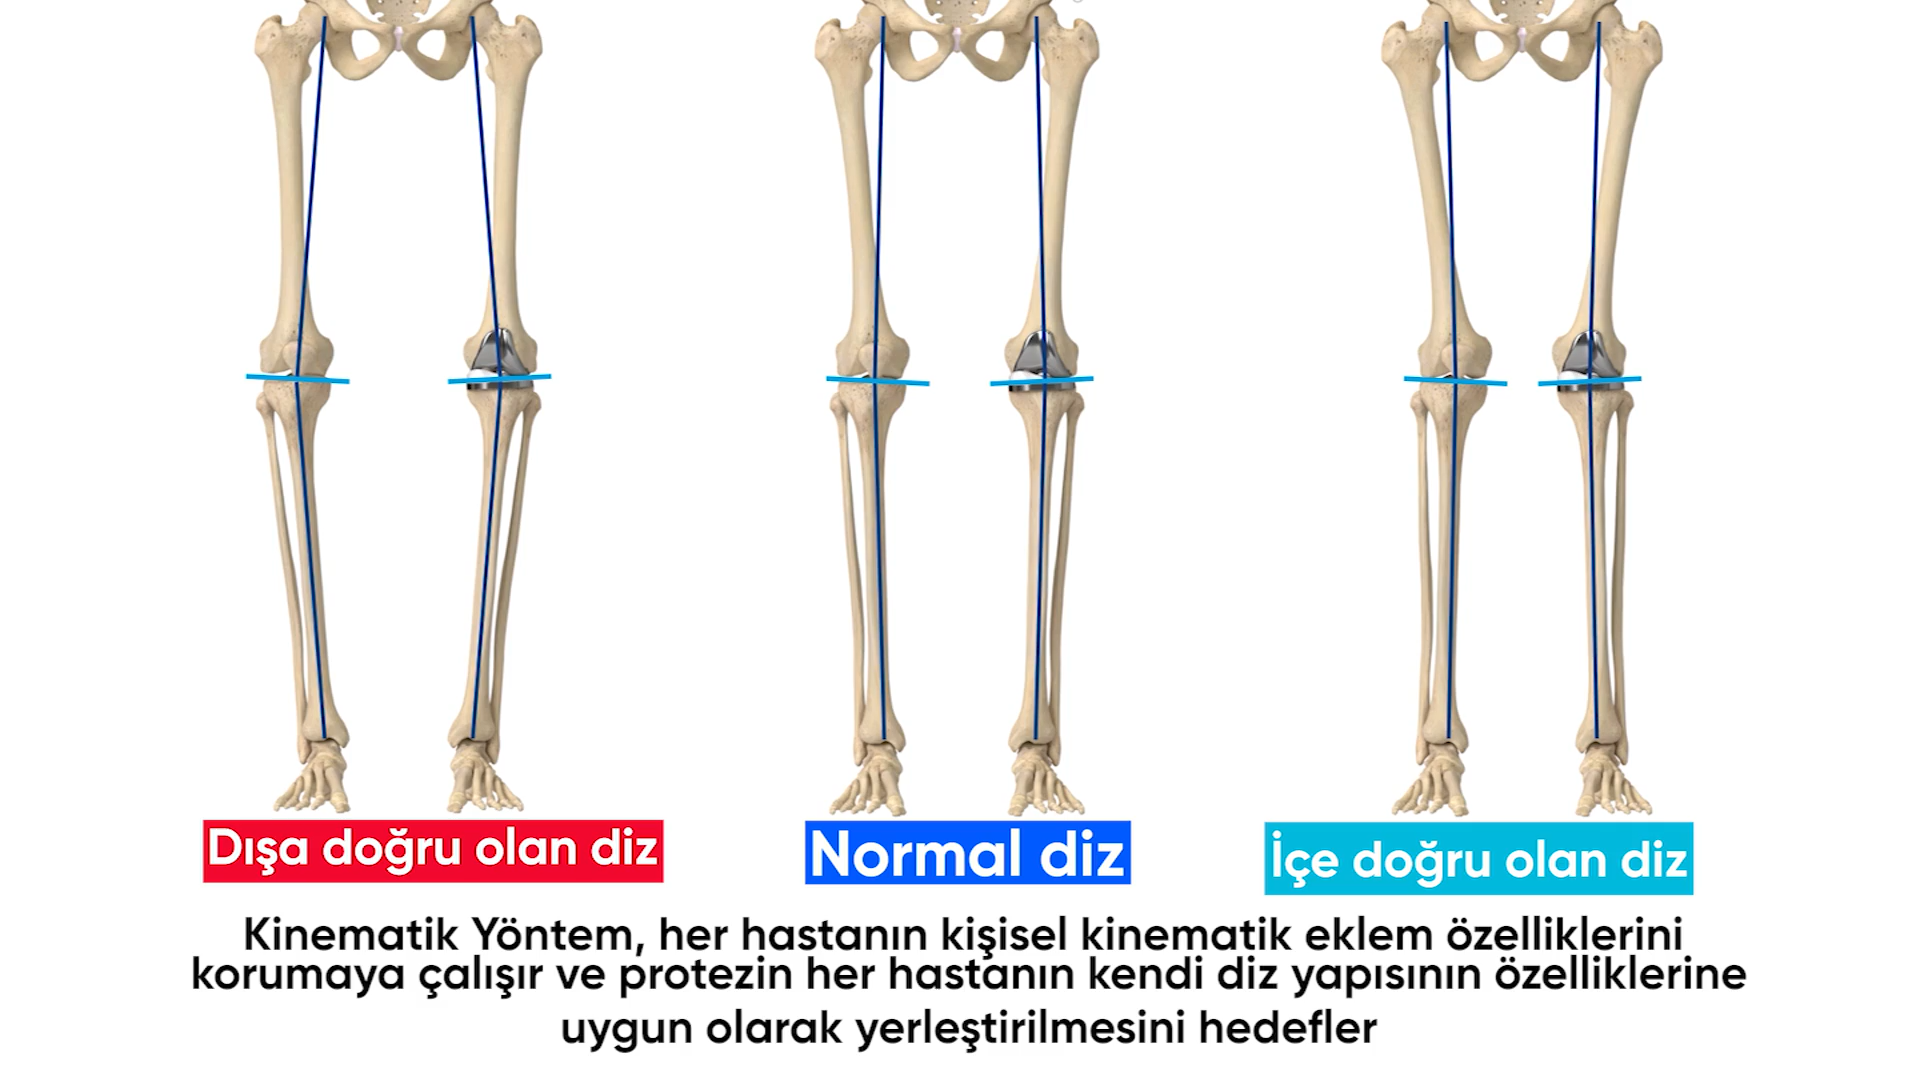 Dışa doğru olan diz
Normal diz
İçe doğru olan diz
Kinematik Yöntem, her hastanın kişisel kinematik eklem özelliklerini
korumaya çalışır ve protezin her hastanın kendi diz yapısının özelliklerine
uygun olarak yerleştirilmesini hedefler